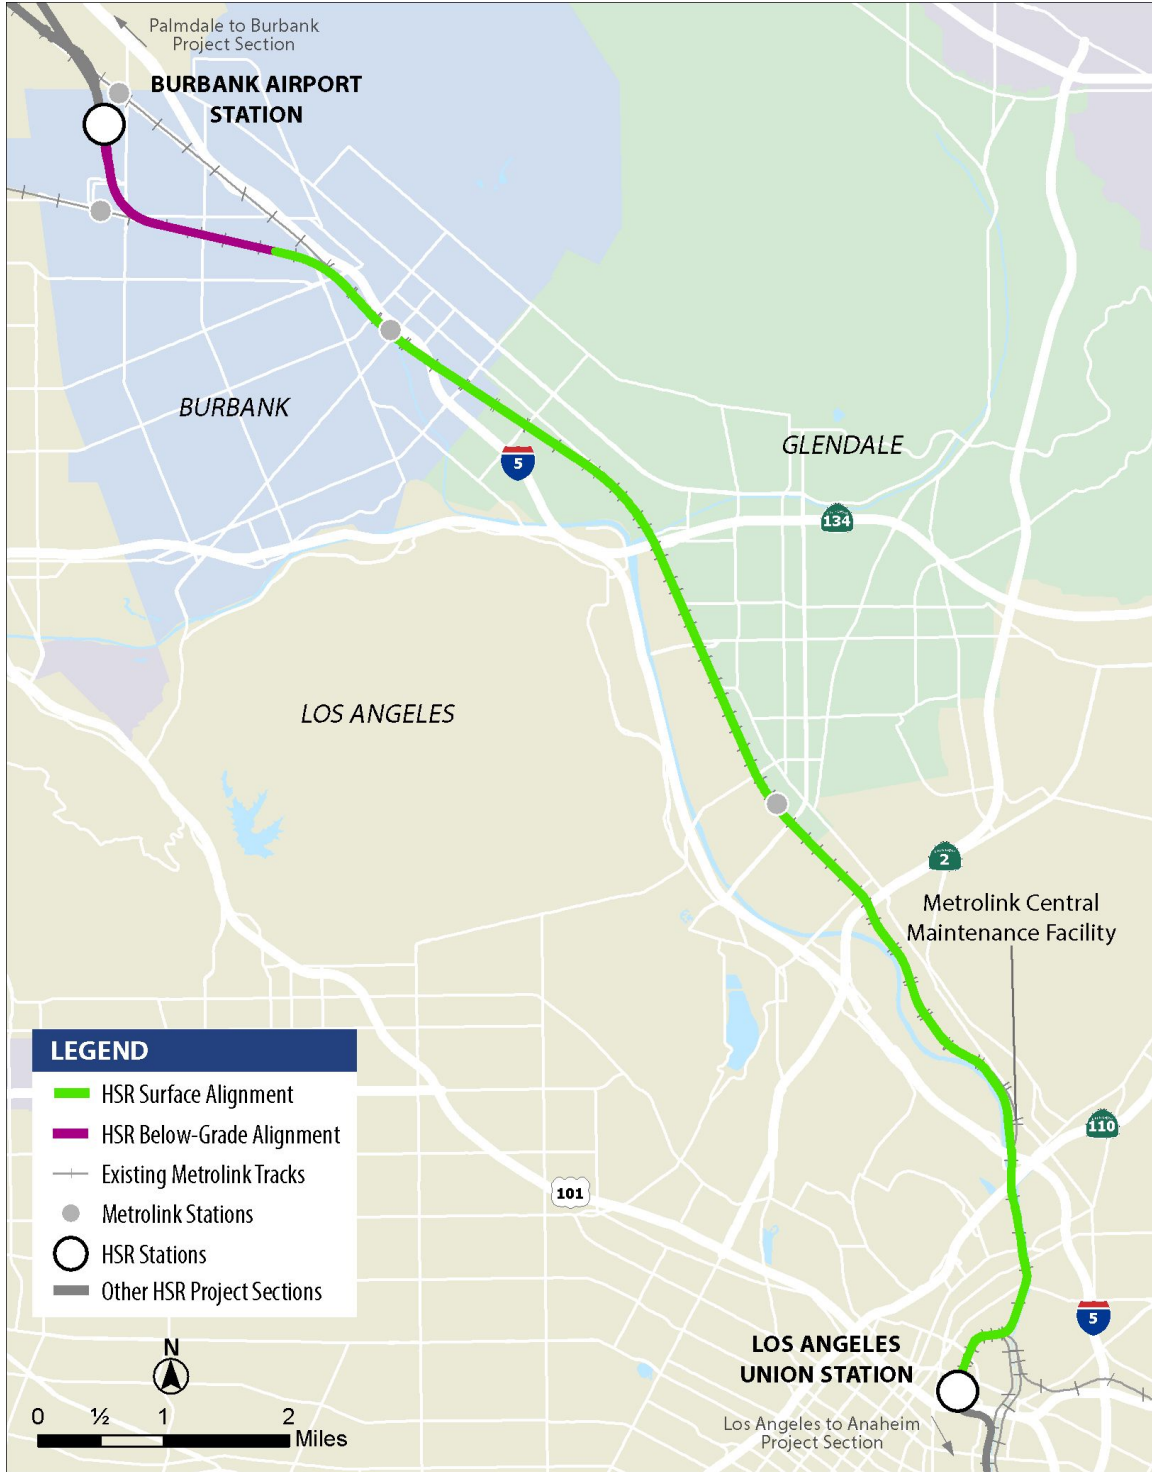 Palmdale to Burbank
Project Section
BURBANK AIRPORT
STATION
BURBANK
GLENDALE
5
134
LOS ANGELES
2
Metrolink Central
Maintenance Facility
LEGEND
HSR Surface Alignment
HSR Below-Grade Alignment
Existing Metrolink Tracks
Metrolink Stations
HSR Stations
Other HSR Project Sections
110
101
5
LOS ANGELES
UNION STATION
Los Angeles to Anaheim
Project Section
N
0 ½ 1 2
Miles